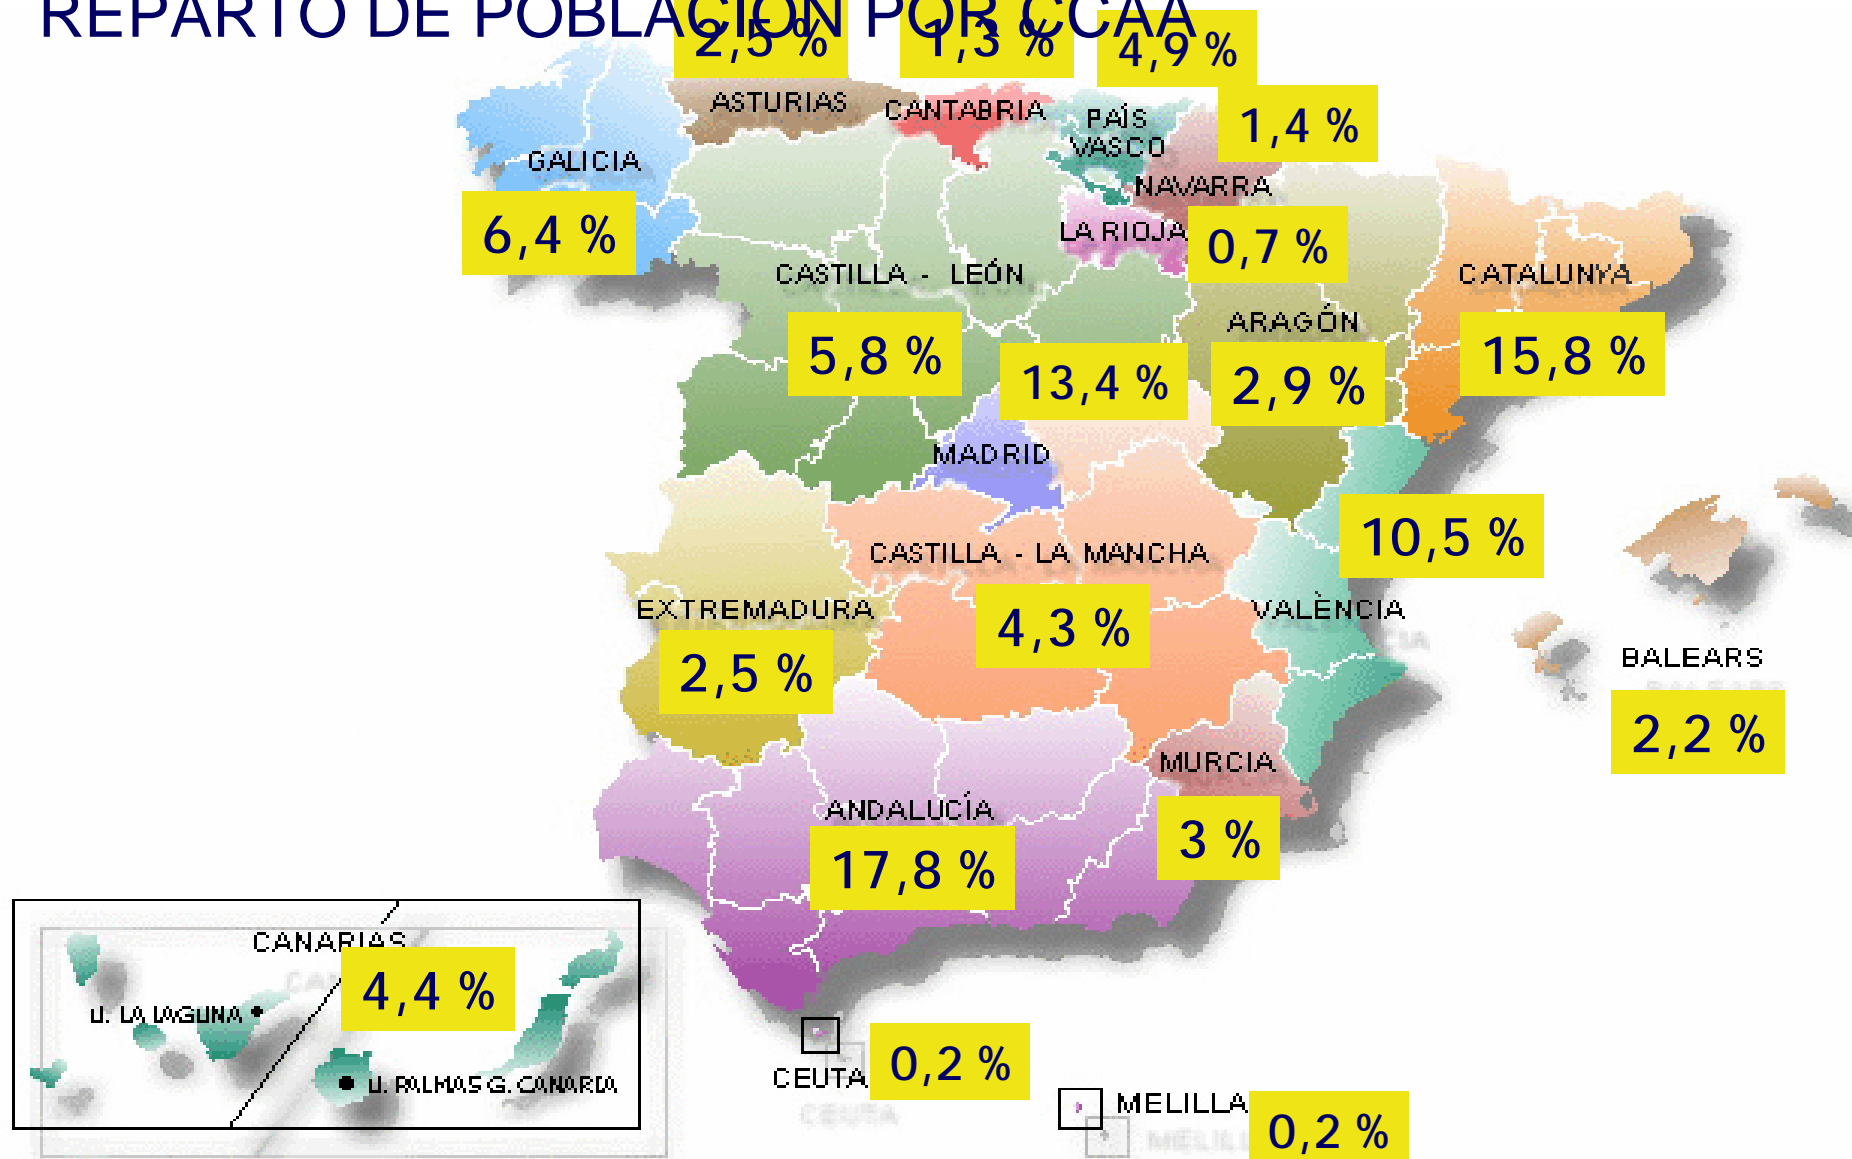 REPARTO DE POBLACIÓN POR CCAA
2,5 %
1,3 %
4,9 %
ASTURIAS
CANTABRIA
PAÍS
VASCO
1,4 %
GALICIA
NAVARRA
6,4 %
LA RIOJA
0,7 %
CASTILLA - LEÓN
CATALUNYA
ARAGÓN
5,8 %
13,4 %
2,9 %
15,8 %
MADRID
10,5 %
CASTILLA - LA MANCHA
EXTREMADURA
VALÈNCIA
4,3 %
2,5 %
BALEARS
2,2 %
MURCIA
ANDALUCÍA
3 %
17,8 %
CANARIAS
4,4 %
U. LA LAGUNA
U. PALMAS G. CANARIA
CEUTA
0,2 %
MELILLA
0,2 %